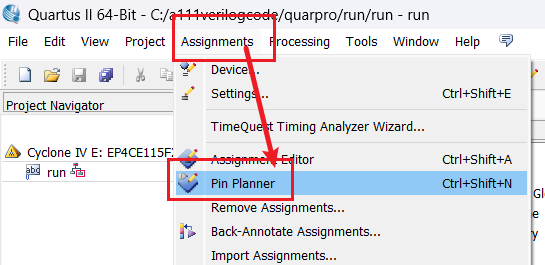 Quartus II 64-Bit - C:/a111verilogcode/quarpro/run/run - run
File Edit View Project Assignments Processing Tools Window Help
Device...
Settings... Ctrl+Shift+E
Project Navigator
TimeQuest Timing Analyzer Wizard...
Cyclone IV E: EP4CE115F
Assignment Editor Ctrl+Shift+A
abc run
Pin Planner Ctrl+Shift+N
Remove Assignments...
Back-Annotate Assignments...
Import Assignments...